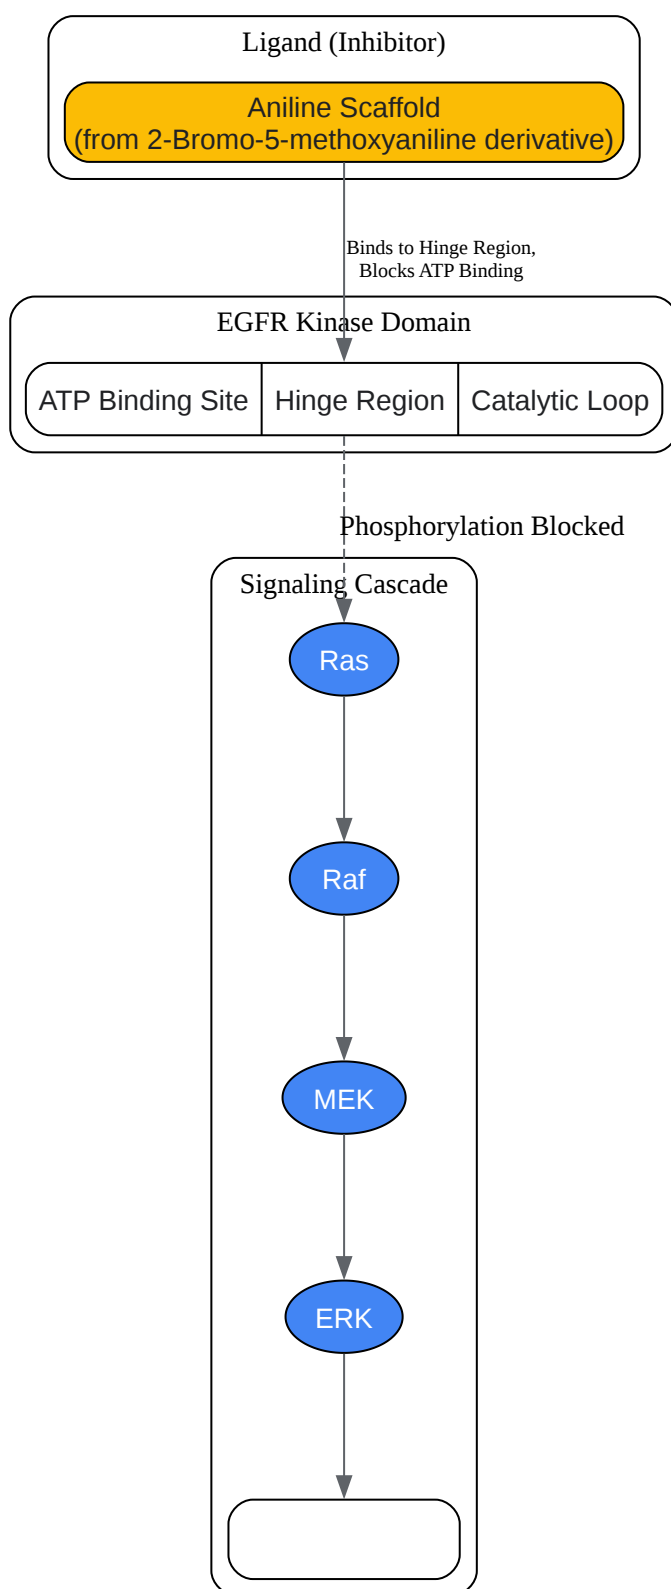 Ligand (Inhibitor)
Aniline Scaffold
(from 2-Bromo-5-methoxyaniline derivative)
Binds to Hinge Region,
Blocks ATP Binding
EGFR Kinase Domain
ATP Binding Site
Hinge Region
Catalytic Loop
Phosphorylation Blocked
Signaling Cascade
Ras
Raf
MEK
ERK